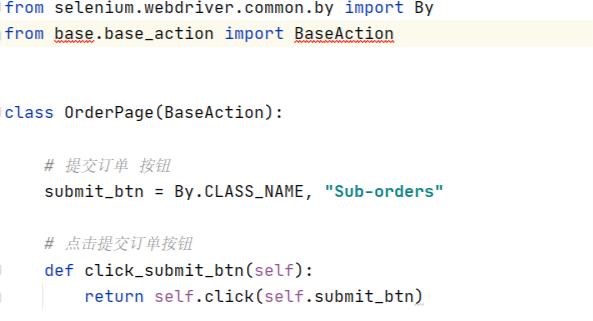 from selenium.webdriver.common.by import By
from base.base_action import BaseAction
class OrderPage(BaseAction):
# 提交订单 按钮
submit_btn = By.CLASS_NAME, "Sub-orders"
# 点击提交订单按钮
def click_submit_btn(self):
return self.click(self.submit_btn)